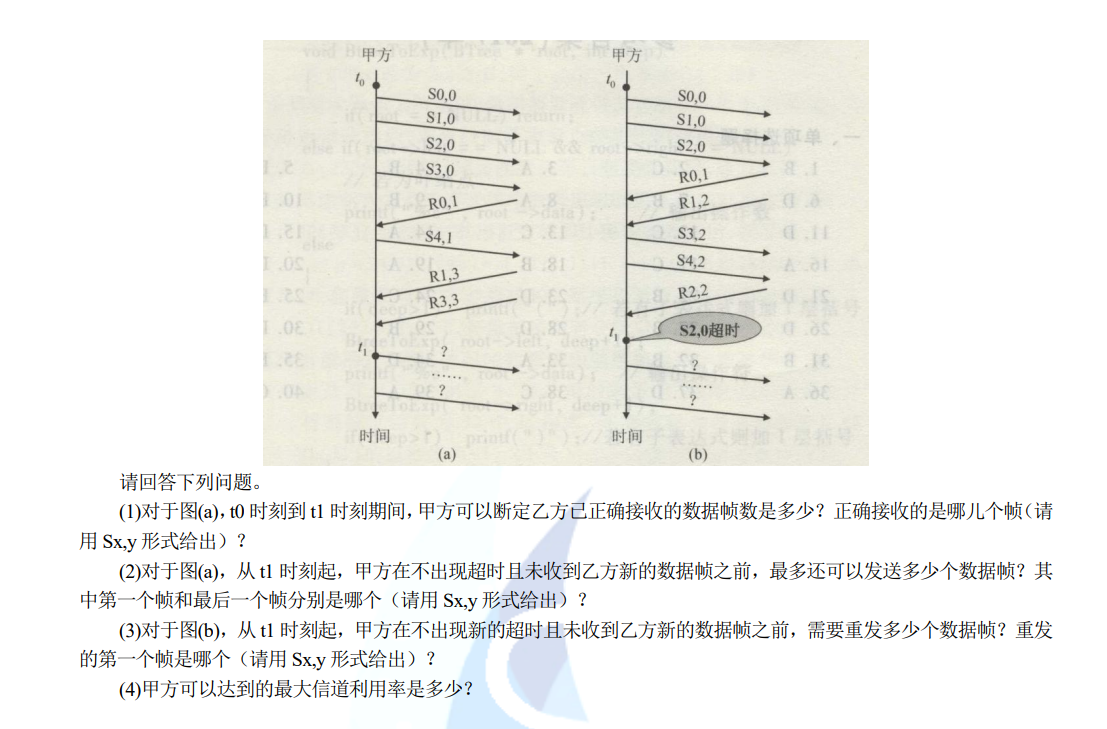 甲方
甲方
t₀
t₀
S0,0
S1,0
S2,0
S3,0
R0,1
S4,1
R1,3
R3,3
t₁
?
……
?
时间
(a)
S0,0
S1,0
S2,0
R0,1
R1,2
S3,2
S4,2
R2,2
t₁
S2,0超时
?
……
?
时间
(b)
请回答下列问题。
(1)对于图(a)，t0 时刻到 t1 时刻期间，甲方可以断定乙方已正确接收的数据帧数是多少？正确接收的是哪几个帧（请
用 Sx,y 形式给出）？
(2)对于图(a)，从 t1 时刻起，甲方在不出现超时且未收到乙方新的数据帧之前，最多还可以发送多少个数据帧？其
中第一个帧和最后一个帧分别是哪个（请用 Sx,y 形式给出）？
(3)对于图(b)，从 t1 时刻起，甲方在不出现新的超时且未收到乙方新的数据帧之前，需要重发多少个数据帧？重发
的第一个帧是哪个（请用 Sx,y 形式给出）？
(4)甲方可以达到的最大信道利用率是多少？